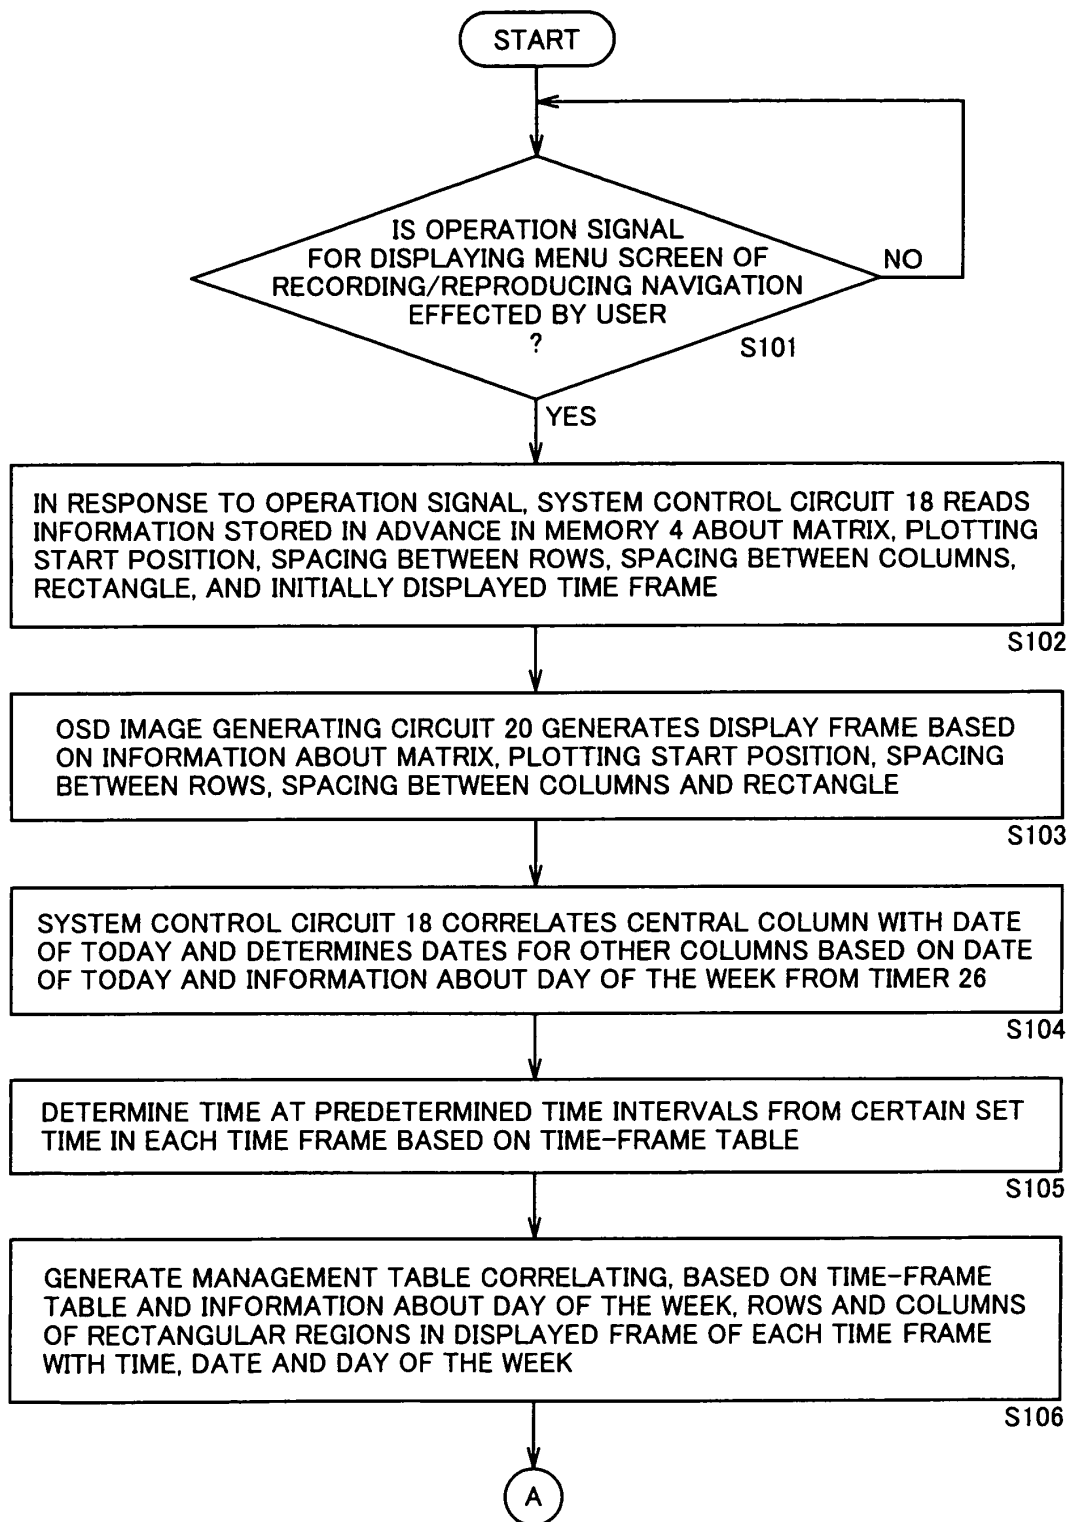 START
IS OPERATION SIGNAL
FOR DISPLAYING MENU SCREEN OF
RECORDING/REPRODUCING NAVIGATION
EFFECTED BY USER
?
NO
S101
YES
IN RESPONSE TO OPERATION SIGNAL, SYSTEM CONTROL CIRCUIT 18 READS
INFORMATION STORED IN ADVANCE IN MEMORY 4 ABOUT MATRIX, PLOTTING
START POSITION, SPACING BETWEEN ROWS, SPACING BETWEEN COLUMNS,
RECTANGLE, AND INITIALLY DISPLAYED TIME FRAME
S102
OSD IMAGE GENERATING CIRCUIT 20 GENERATES DISPLAY FRAME BASED
ON INFORMATION ABOUT MATRIX, PLOTTING START POSITION, SPACING
BETWEEN ROWS, SPACING BETWEEN COLUMNS AND RECTANGLE
S103
SYSTEM CONTROL CIRCUIT 18 CORRELATES CENTRAL COLUMN WITH DATE
OF TODAY AND DETERMINES DATES FOR OTHER COLUMNS BASED ON DATE
OF TODAY AND INFORMATION ABOUT DAY OF THE WEEK FROM TIMER 26
S104
DETERMINE TIME AT PREDETERMINED TIME INTERVALS FROM CERTAIN SET
TIME IN EACH TIME FRAME BASED ON TIME-FRAME TABLE
S105
GENERATE MANAGEMENT TABLE CORRELATING, BASED ON TIME-FRAME
TABLE AND INFORMATION ABOUT DAY OF THE WEEK, ROWS AND COLUMNS
OF RECTANGULAR REGIONS IN DISPLAYED FRAME OF EACH TIME FRAME
WITH TIME, DATE AND DAY OF THE WEEK
S106
A